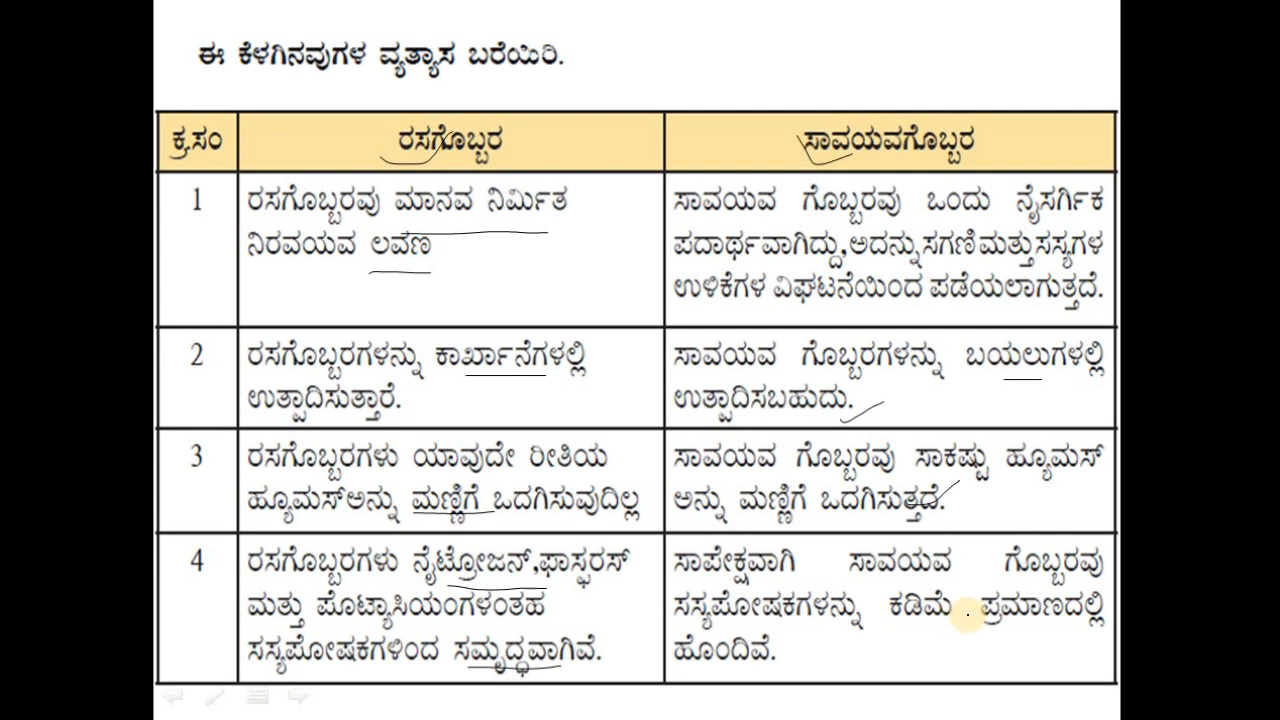 ಈ ಕೆಳಗಿನವುಗಳ ವ್ಯತ್ಯಾಸ ಬರೆಯಿರಿ.
ಕ್ರ.ಸಂ ರಸಗೊಬ್ಬರ ಸಾವಯವಗೊಬ್ಬರ
1
ರಸಗೊಬ್ಬರವು ಮಾನವ ನಿರ್ಮಿತ
ನಿರವಯವ ಲವಣ
ಸಾವಯವ ಗೊಬ್ಬರವು ಒಂದು ನೈಸರ್ಗಿಕ
ಪದಾರ್ಥವಾಗಿದ್ದು,ಅದನ್ನು ಸಗಣಿ ಮತ್ತು ಸಸ್ಯಗಳ
ಉಳಿಕೆಗಳ ವಿಘಟನೆಯಿಂದ ಪಡೆಯಲಾಗುತ್ತದೆ.
2
ರಸಗೊಬ್ಬರಗಳನ್ನು ಕಾರ್ಖಾನೆಗಳಲ್ಲಿ
ಉತ್ಪಾದಿಸುತ್ತಾರೆ.
ಸಾವಯವ ಗೊಬ್ಬರಗಳನ್ನು ಬಯಲುಗಳಲ್ಲಿ
ಉತ್ಪಾದಿಸಬಹುದು.
3
ರಸಗೊಬ್ಬರಗಳು ಯಾವುದೇ ರೀತಿಯ
ಹ್ಯೂಮಸ್‌ಅನ್ನು ಮಣ್ಣಿಗೆ ಒದಗಿಸುವುದಿಲ್ಲ
ಸಾವಯವ ಗೊಬ್ಬರವು ಸಾಕಷ್ಟು ಹ್ಯೂಮಸ್
ಅನ್ನು ಮಣ್ಣಿಗೆ ಒದಗಿಸುತ್ತದೆ.
4
ರಸಗೊಬ್ಬರಗಳು ನೈಟ್ರೋಜನ್,ಫಾಸ್ಫರಸ್
ಮತ್ತು ಪೊಟ್ಯಾಸಿಯಂಗಳಂತಹ
ಸಸ್ಯಪೋಷಕಗಳಿಂದ ಸಮೃದ್ಧವಾಗಿವೆ.
ಸಾಪೇಕ್ಷವಾಗಿ ಸಾವಯವ ಗೊಬ್ಬರವು
ಸಸ್ಯಪೋಷಕಗಳನ್ನು ಕಡಿಮೆ ಪ್ರಮಾಣದಲ್ಲಿ
ಹೊಂದಿವೆ.